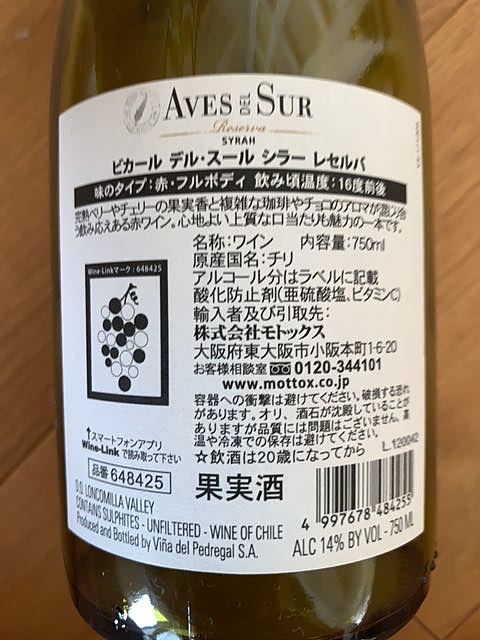 AVES DEL SUR
Reserva
SYRAH
ビカール デル・スール シラー レセルバ
味のタイプ:赤・フルボディ 飲み頃温度:16度前後
完熟ベリーやチェリーの果実香と複雑な珈琲やチョコのアロマが混り合
う飲み応えある赤ワイン。心地よい上質な口当たりも魅力の一本です。
名称:ワイン 内容量:750ml
原産国名:チリ
アルコール分はラベルに記載
酸化防止剤(亜硫酸塩、ビタミンC)
輸入者及び引取先:
株式会社モトックス
大阪府東大阪市小阪本町1-6-20
お客様相談室 0120-344101
www.mottox.co.jp
Wine-Linkマーク:648425
容器への衝撃は避けてください。破損する恐れ
があります。オリ、酒石が沈殿していることが
ありますが品質には問題はございません。高
温や冷凍での保存は避けてください。
☆飲酒は20歳になってから
L.120042
↑スマートフォンアプリ
Wine-Link で読み取って下さい
品番 648425
果実酒
D.O. LONCOMILLA VALLEY
CONTAINS SULPHITES - UNFILTERED - WINE OF CHILE
Produced and Bottled by Viña del Pedregal S.A.
4 997678 484255
ALC 14% BY VOL - 750 ML